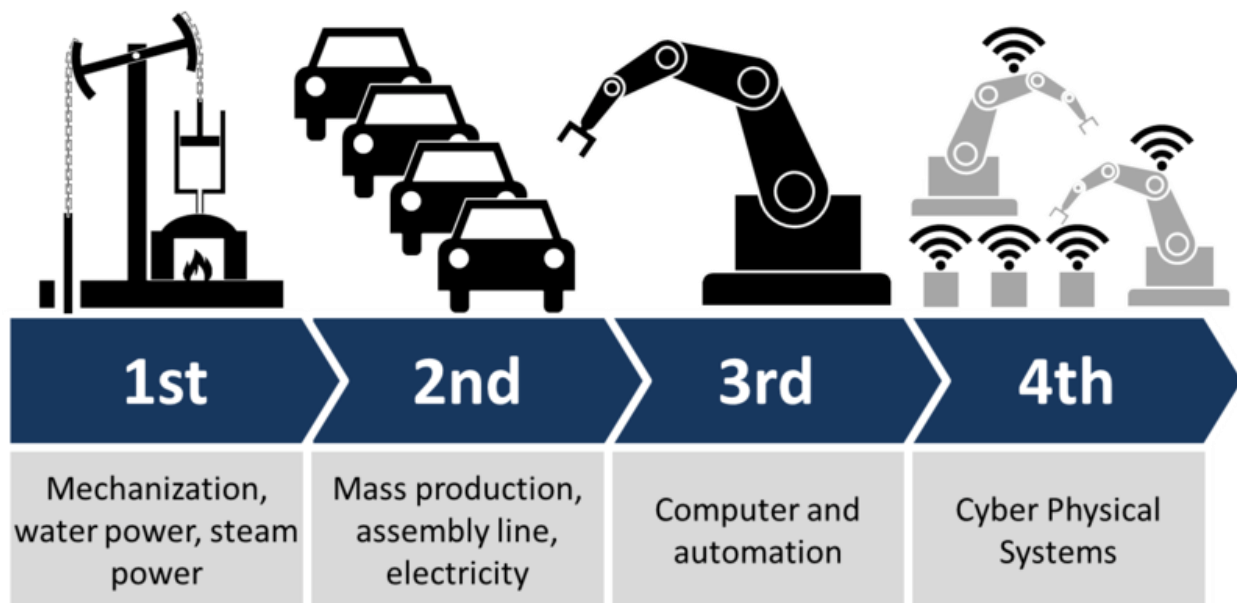 1st
2nd
3rd
4th
Mechanization,
water power, steam
power
Mass production,
assembly line,
electricity
Computer and
automation
Cyber Physical
Systems